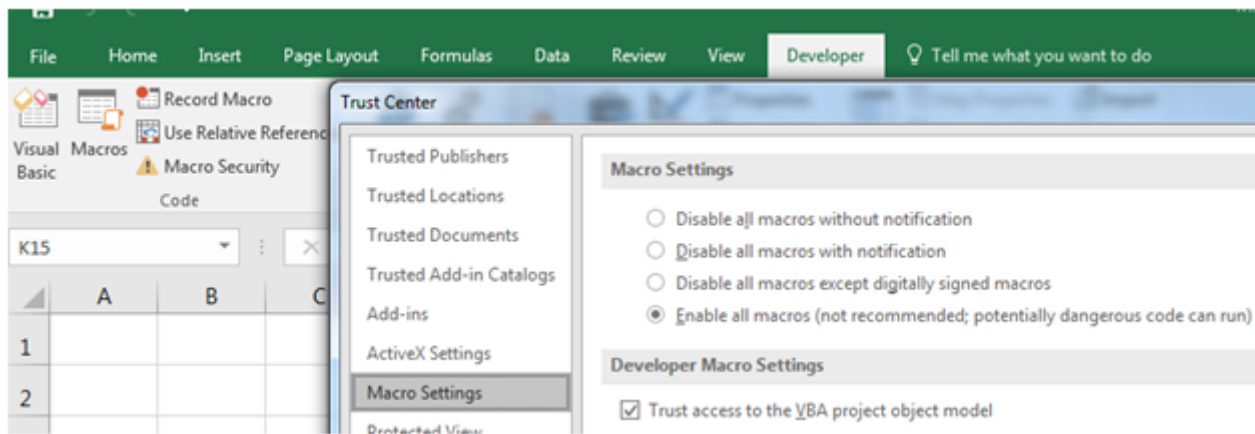 File Home Insert Page Layout Formulas Data Review View Developer Tell me what you want to do
Visual Basic
Macros
Record Macro
Use Relative Referenc
Macro Security
Code
K15
A B C
1
2
Trust Center
Trusted Publishers
Trusted Locations
Trusted Documents
Trusted Add-in Catalogs
Add-ins
ActiveX Settings
Macro Settings
Protected View
Macro Settings
Disable all macros without notification
Disable all macros with notification
Disable all macros except digitally signed macros
Enable all macros (not recommended; potentially dangerous code can run)
Developer Macro Settings
Trust access to the VBA project object model